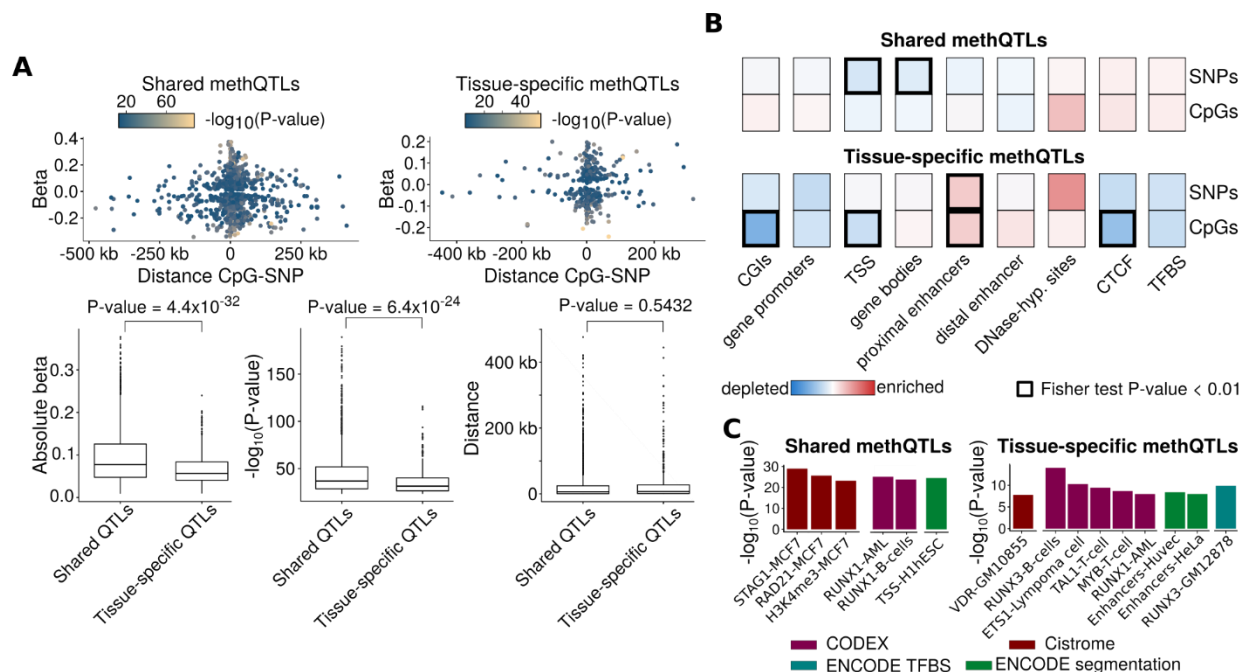 A
Shared methQTLs
20 60
-log10(P-value)
Beta
0.4
0.2
0.0
-0.2
-500 kb -250 0 250
Distance CpG-SNP
Tissue-specific methQTLs
20 40
-log10(P-value)
Beta
0.2
0.1
0.0
-0.1
-0.2
-400 kb -200 0 200
Distance CpG-SNP
P-value = 4.4x10-32
Absolute beta
0.3
0.2
0.1
0.0
Shared QTLs
Tissue-specific QTLs
P-value = 6.4x10-24
-log10(P-value)
150
100
50
Shared QTLs
Tissue-specific QTLs
P-value = 0.5432
Distance
400 kb
200 kb
0
Shared QTLs
Tissue-specific QTLs
B
Shared methQTLs
SNPs
CpGs
Tissue-specific methQTLs
SNPs
CpGs
CGIs
gene promoters
TSS
gene bodies
proximal enhancers
distal enhancer
DNase-hyp. sites
CTCF
TFBS
depleted enriched
Fisher test P-value < 0.01
C
Shared methQTLs
-log10(P-value)
30
20
10
0
STAG1-MCF7
RAD21-MCF7
H3K4me3-MCF7
RUNX1-AML
RUNX1-B-cells
TSS-H1hESC
Tissue-specific methQTLs
-log10(P-value)
10
5
0
VDR-GM10855
RUNX3-B-cells
ETS1-Lympoma cell
TAL1-T-cell
MYB-T-cell
RUNX1-AML
Enhancers-Huvec
Enhancers-HeLa
RUNX3-GM12878
CODEX Cistrome
ENCODE TFBS ENCODE segmentation